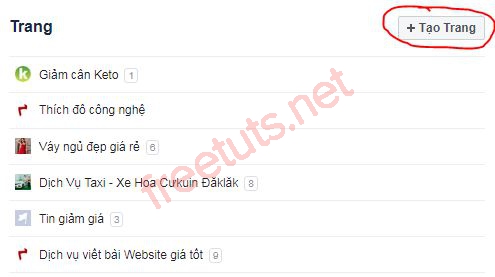 Trang
+ Tạo Trang
Giảm cân Keto 1
Thích đồ công nghệ
Váy ngủ đẹp giá rẻ 6
Dịch Vụ Taxi - Xe Hoa Cưkuin Đăklăk 8
Tin giảm giá 3
Dịch vụ viết bài Website giá tốt 9
freetuts.net